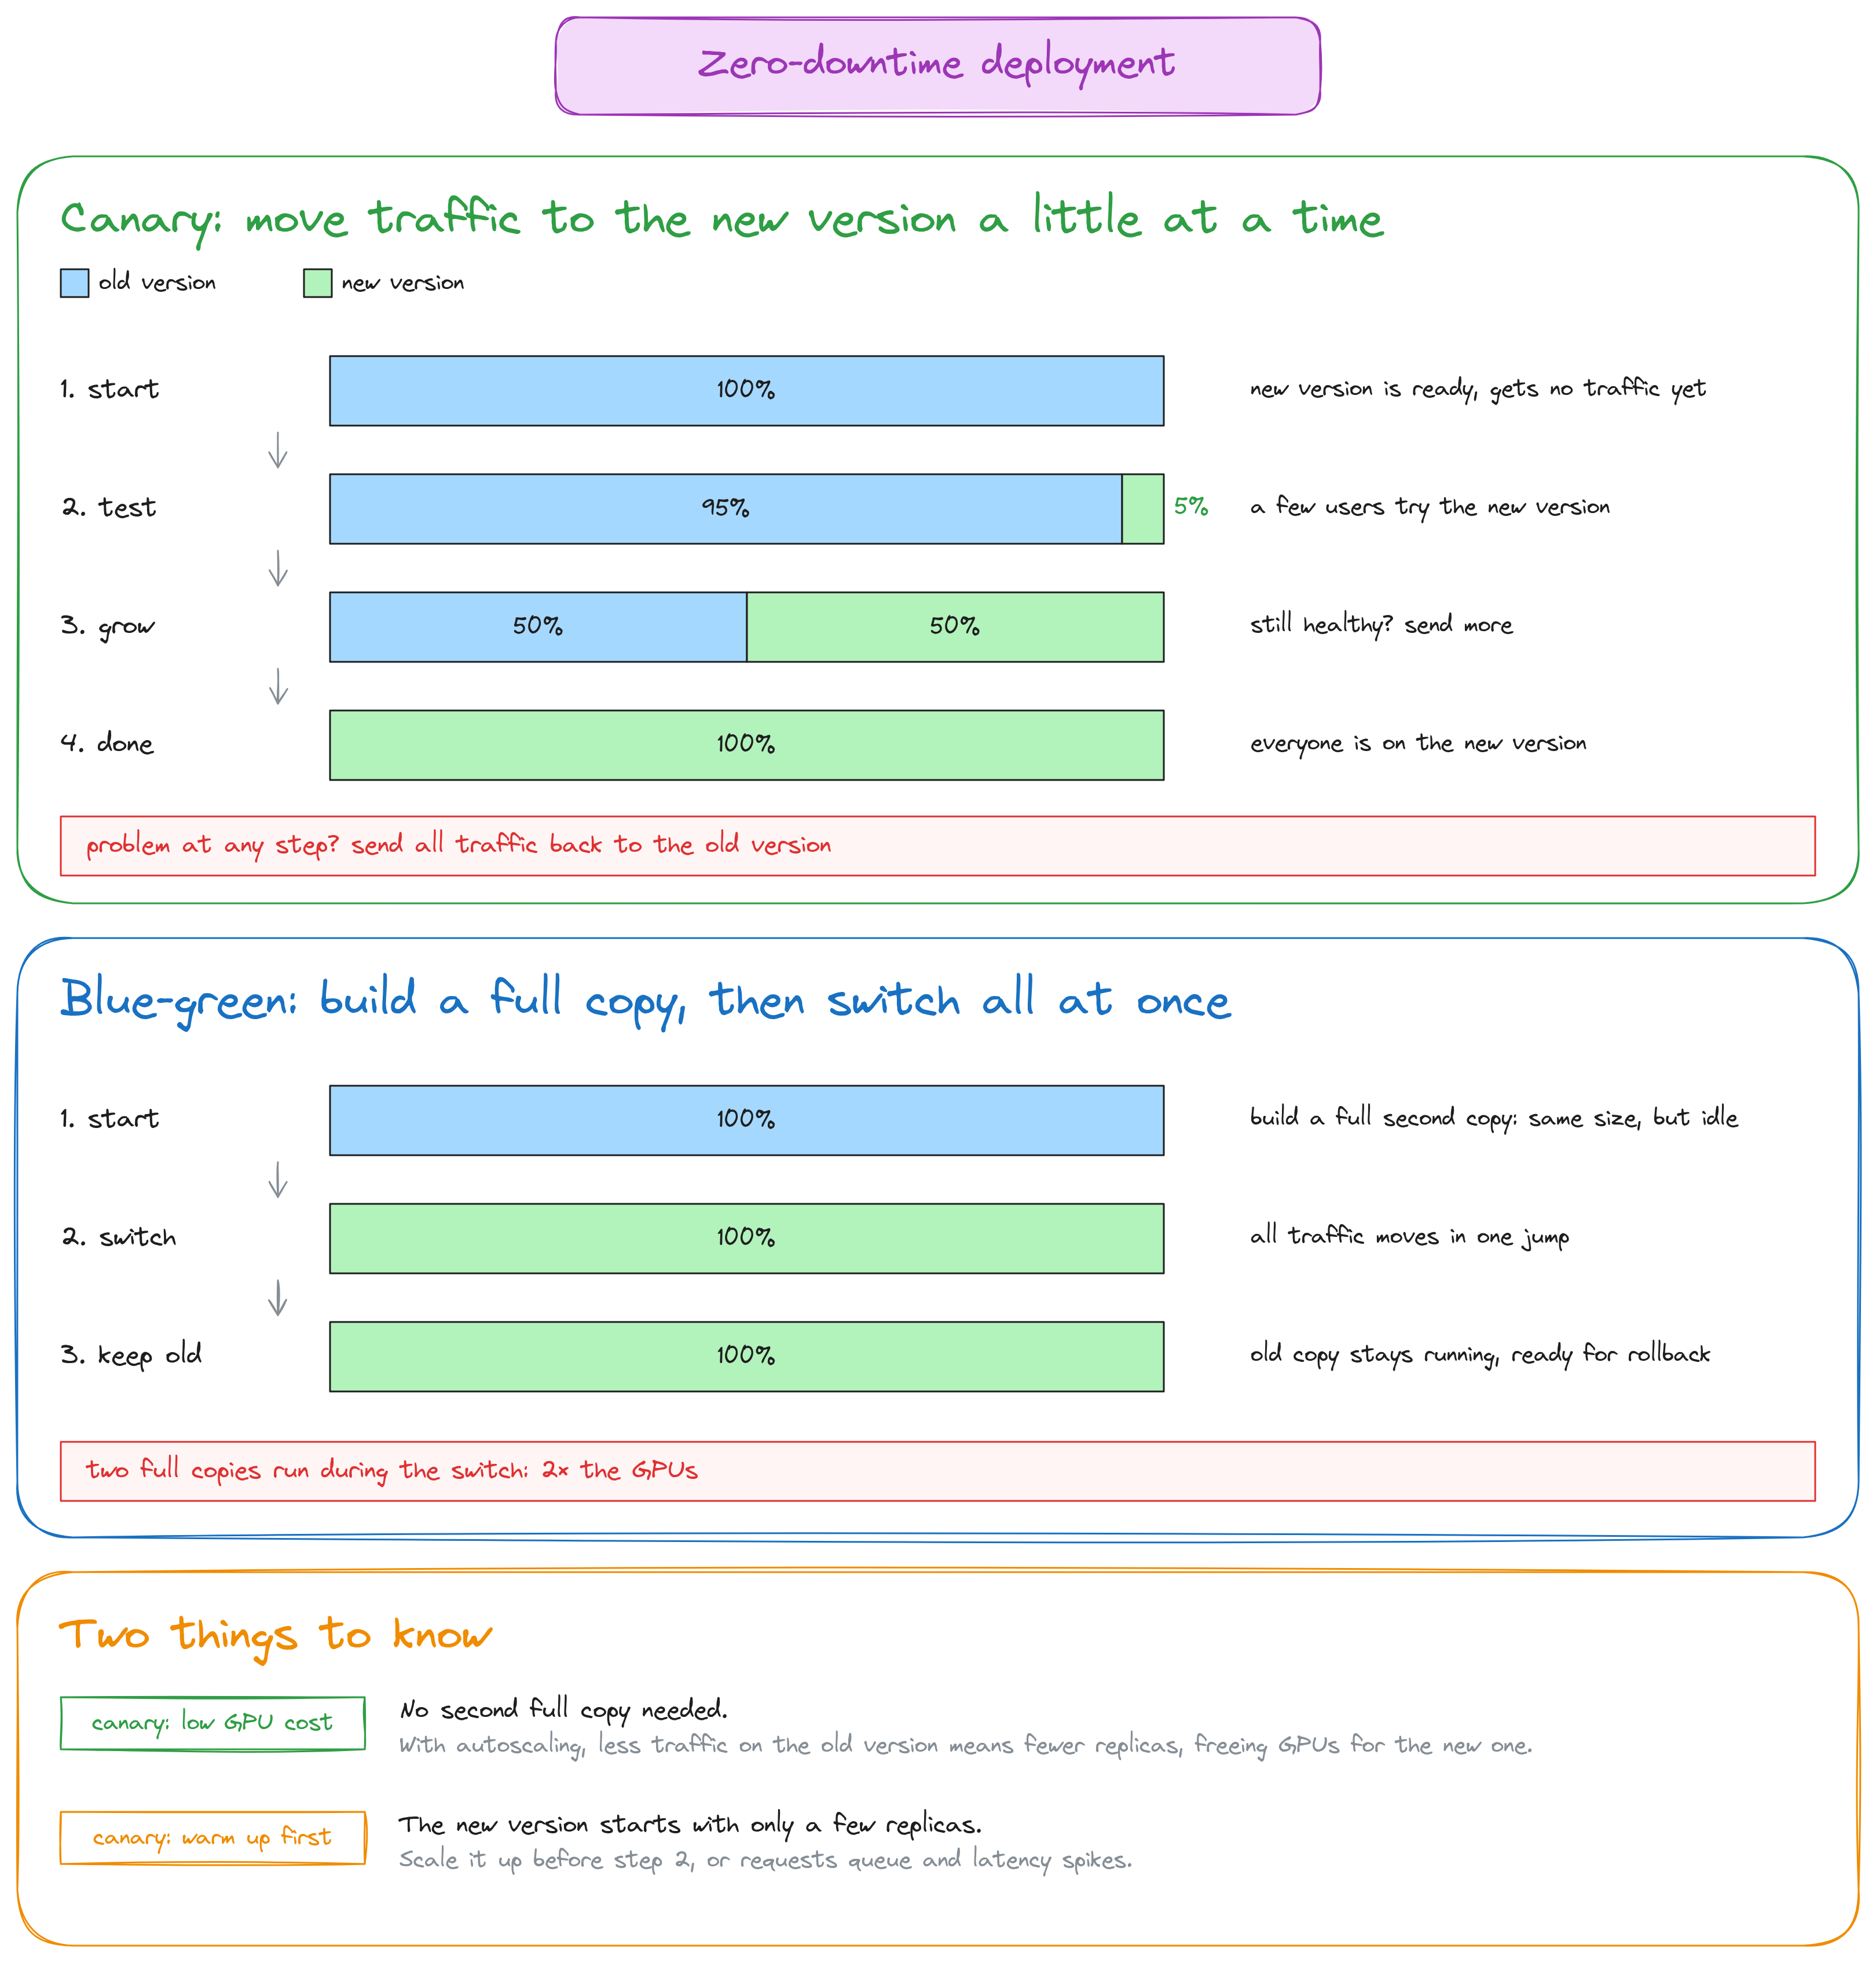 Zero-downtime deployment
Canary: move traffic to the new version a little at a time
old version
new version
1. start
100%
new version is ready, gets no traffic yet
2. test
95%
5%
a few users try the new version
3. grow
50%
50%
still healthy? send more
4. done
100%
everyone is on the new version
problem at any step? send all traffic back to the old version
Blue-green: build a full copy, then switch all at once
1. start
100%
build a full second copy: same size, but idle
2. switch
100%
all traffic moves in one jump
3. keep old
100%
old copy stays running, ready for rollback
two full copies run during the switch: 2x the GPUs
Two things to know
canary: low GPU cost
No second full copy needed.
With autoscaling, less traffic on the old version means fewer replicas, freeing GPUs for the new one.
canary: warm up first
The new version starts with only a few replicas.
Scale it up before step 2, or requests queue and latency spikes.